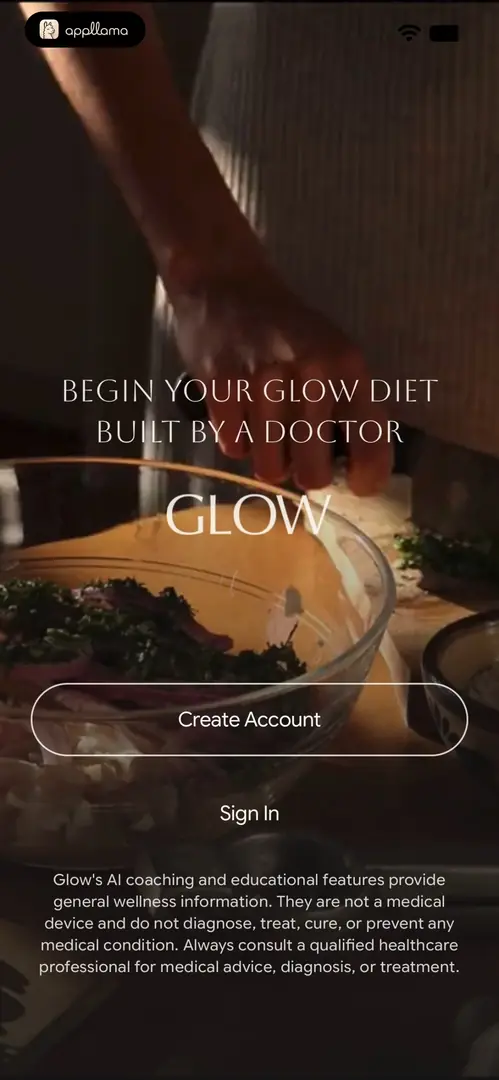 appllama
BEGIN YOUR GLOW DIET
BUILT BY A DOCTOR
GLOW
Create Account
Sign In
Glow's AI coaching and educational features provide
general wellness information. They are not a medical
device and do not diagnose, treat, cure, or prevent any
medical condition. Always consult a qualified healthcare
professional for medical advice, diagnosis, or treatment.